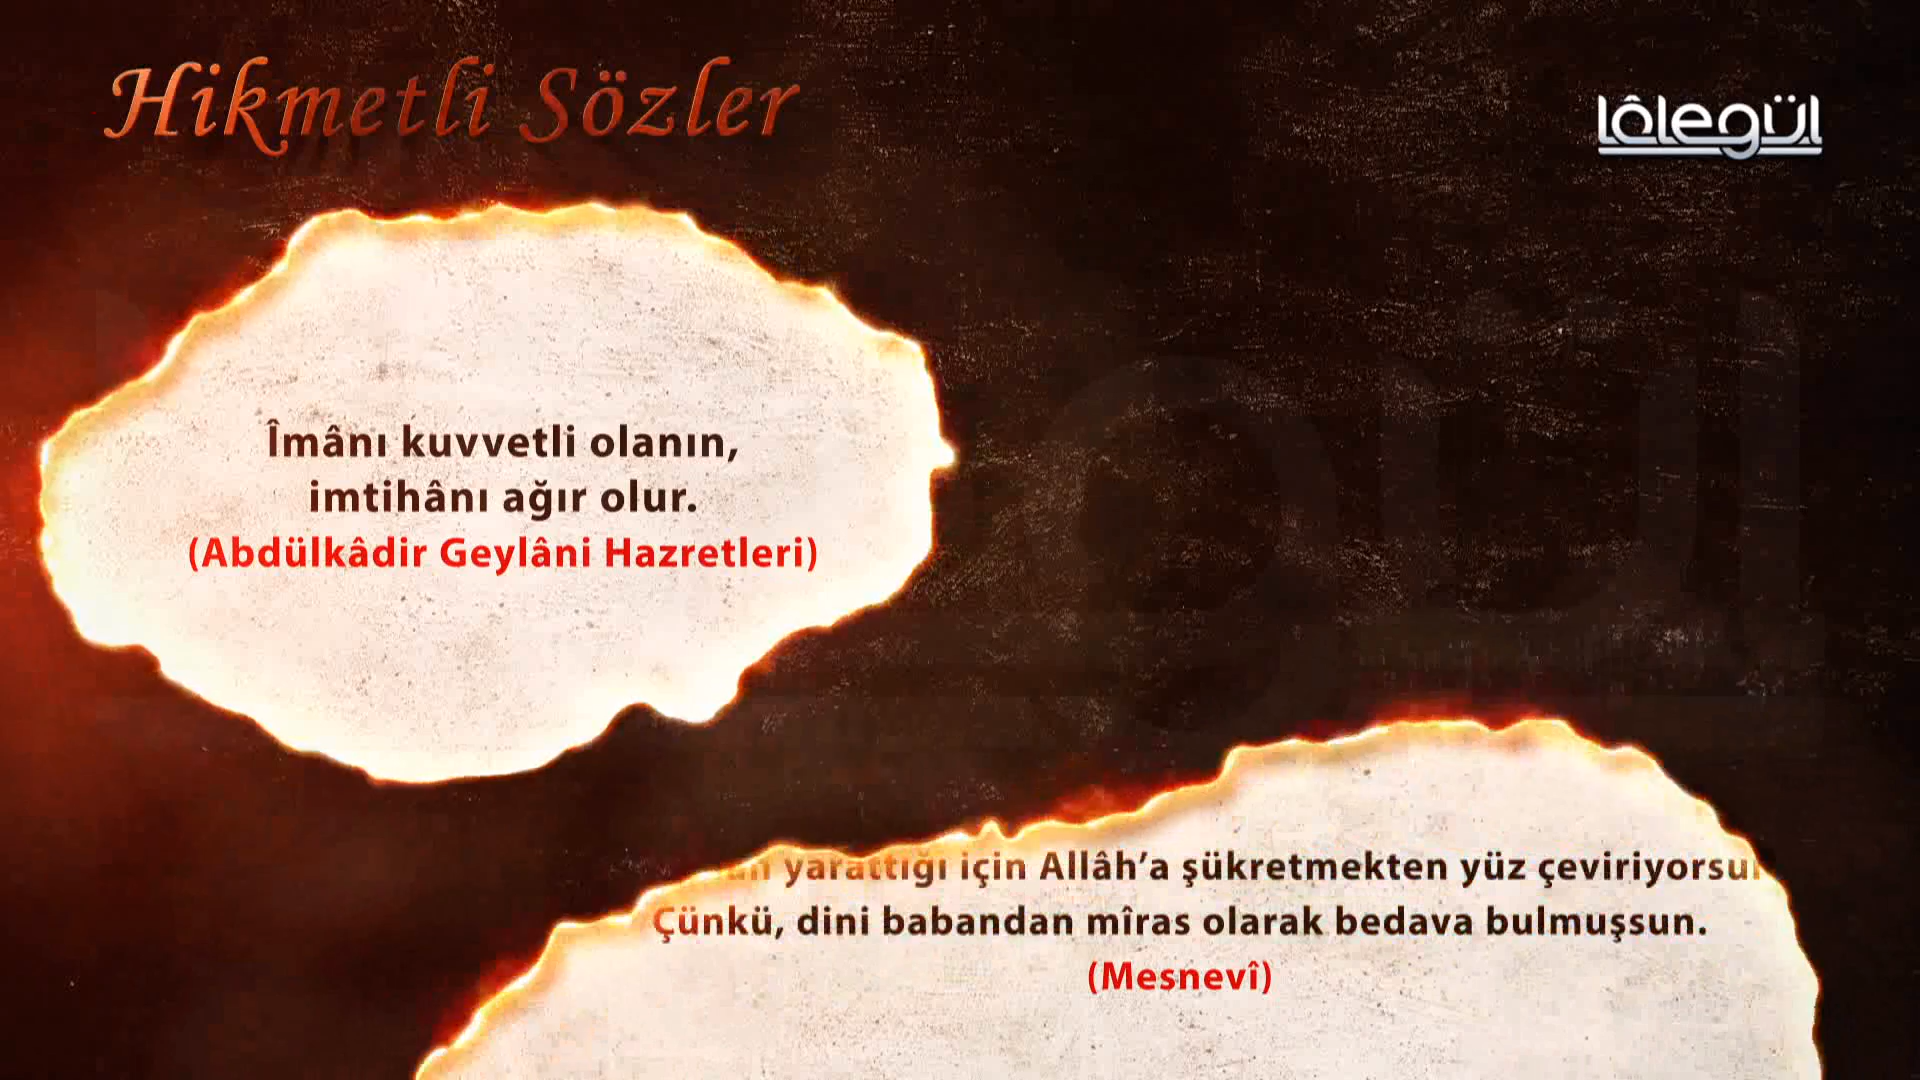 Hikmetli Sözler
lâlegül
Îmânı kuvvetli olanın,
imtihânı ağır olur.
(Abdülkâdir Geylâni Hazretleri)
yarattığı için Allâh’a şükretmekten yüz çeviriyorsun
Çünkü, dini babandan mîras olarak bedava bulmuşsun.
(Mesnevî)